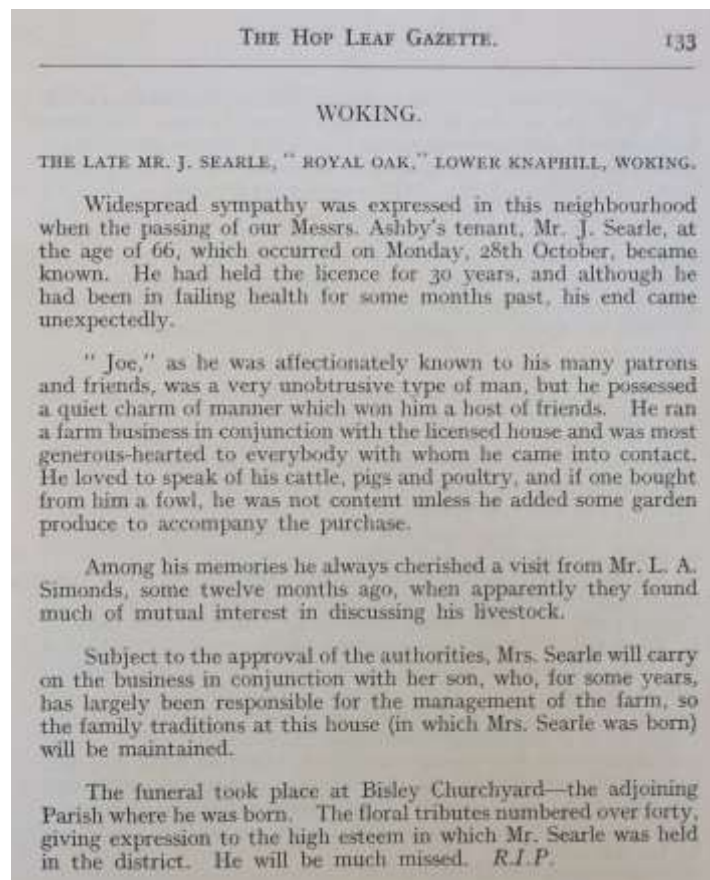 THE HOP LEAF GAZETTE. 133
WOKING.
THE LATE MR. J. SEARLE, " ROYAL OAK," LOWER KNAPHILL, WOKING.
Widespread sympathy was expressed in this neighbourhood
when the passing of our Messrs. Ashby's tenant, Mr. J. Searle, at
the age of 66, which occurred on Monday, 28th October, became
known. He had held the licence for 30 years, and although he
had been in failing health for some months past, his end came
unexpectedly.
" Joe," as he was affectionately known to his many patrons
and friends, was a very unobtrusive type of man, but he possessed
a quiet charm of manner which won him a host of friends. He ran
a farm business in conjunction with the licensed house and was most
generous-hearted to everybody with whom he came into contact.
He loved to speak of his cattle, pigs and poultry, and if one bought
from him a fowl, he was not content unless he added some garden
produce to accompany the purchase.
Among his memories he always cherished a visit from Mr. L. A.
Simonds, some twelve months ago, when apparently they found
much of mutual interest in discussing his livestock.
Subject to the approval of the authorities, Mrs. Searle will carry
on the business in conjunction with her son, who, for some years,
has largely been responsible for the management of the farm, so
the family traditions at this house (in which Mrs. Searle was born)
will be maintained.
The funeral took place at Bisley Churchyard—the adjoining
Parish where he was born. The floral tributes numbered over forty,
giving expression to the high esteem in which Mr. Searle was held
in the district. He will be much missed. R.I.P.